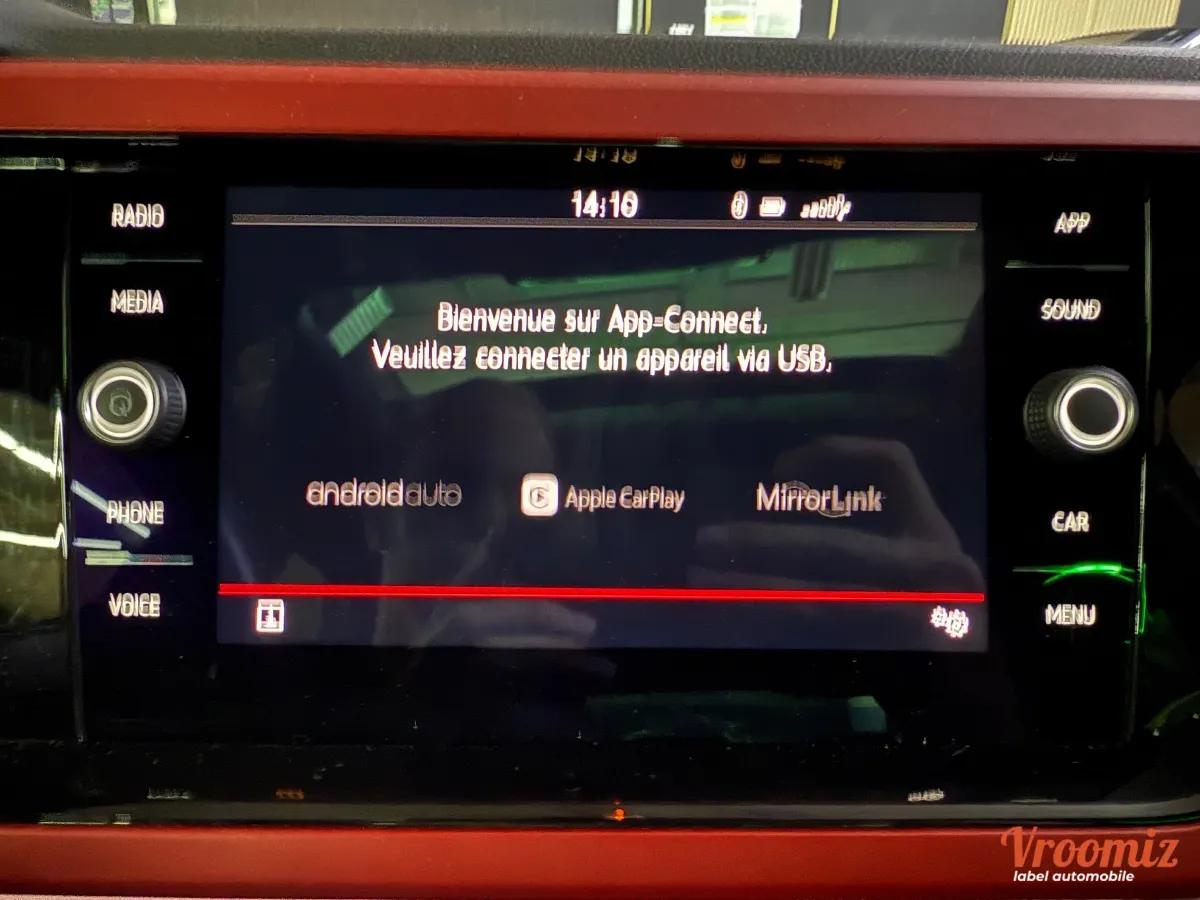 14:10
RADIO
APP
MEDIA
SOUND
Bienvenue sur App-Connect.
Veuillez connecter un appareil via USB.
androidauto
Apple CarPlay
MirrorLink
PHONE
CAR
VOICE
MENU
Vroomiz
label automobile